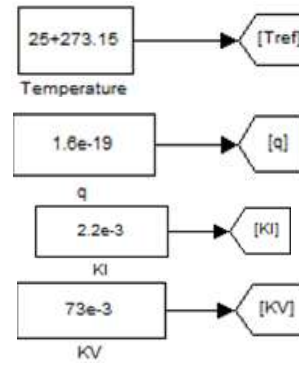 25+273.15
[Tref]
Temperature
1.6e-19
[q]
q
2.2e-3
[KI]
KI
73e-3
[KV]
KV